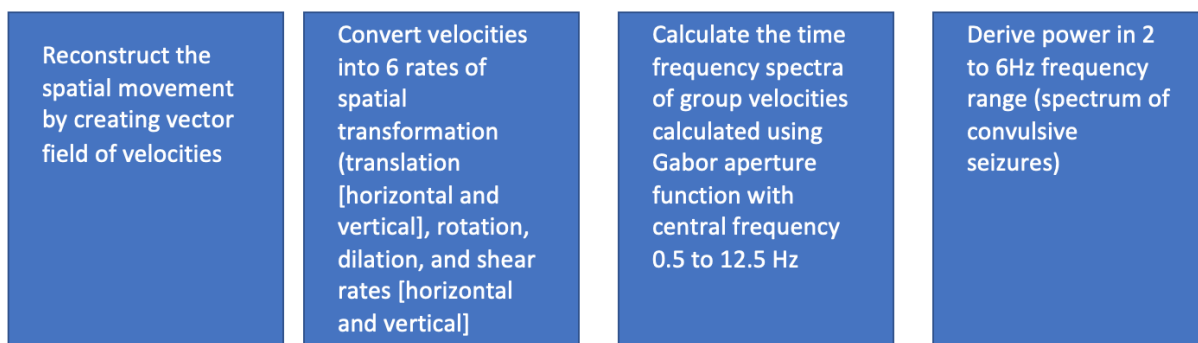 Reconstruct the
spatial movement
by creating vector
field of velocities
Convert velocities
into 6 rates of
spatial
transformation
(translation
[horizontal and
vertical], rotation,
dilation, and shear
rates [horizontal
and vertical]
Calculate the time
frequency spectra
of group velocities
calculated using
Gabor aperture
function with
central frequency
0.5 to 12.5 Hz
Derive power in 2
to 6Hz frequency
range (spectrum of
convulsive
seizures)